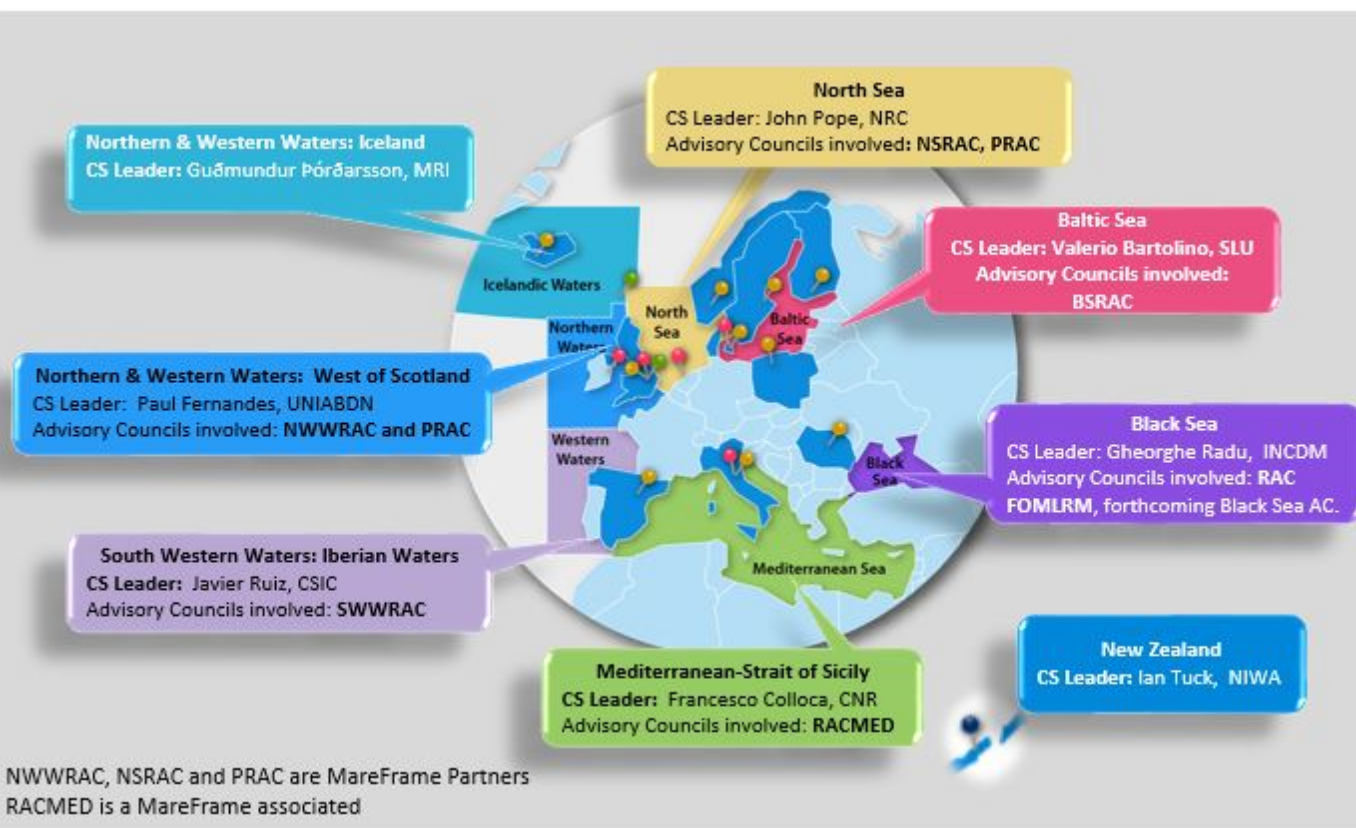 North Sea
CS Leader: John Pope, NRC
Advisory Councils involved: NSRAC, PRAC
Northern & Western Waters: Iceland
CS Leader: Guðmundur Þórðarsson, MRI
Baltic Sea
CS Leader: Valerio Bartolino, SLU
Advisory Councils involved:
BSRAC
Icelandic Waters
North
Sea
Baltic
Sea
Northern
Waters
Northern & Western Waters: West of Scotland
CS Leader: Paul Fernandes, UNIABDN
Advisory Councils involved: NWWRAC and PRAC
Western
Waters
Black
Sea
Black Sea
CS Leader: Gheorghe Radu, INCDM
Advisory Councils involved: RAC
FOMLRM, forthcoming Black Sea AC.
South Western Waters: Iberian Waters
CS Leader: Javier Ruiz, CSIC
Advisory Councils involved: SWWRAC
Mediterranean Sea
Mediterranean-Strait of Sicily
CS Leader: Francesco Colloca, CNR
Advisory Councils involved: RACMED
New Zealand
CS Leader: Ian Tuck, NIWA
NWWRAC, NSRAC and PRAC are MareFrame Partners
RACMED is a MareFrame associated